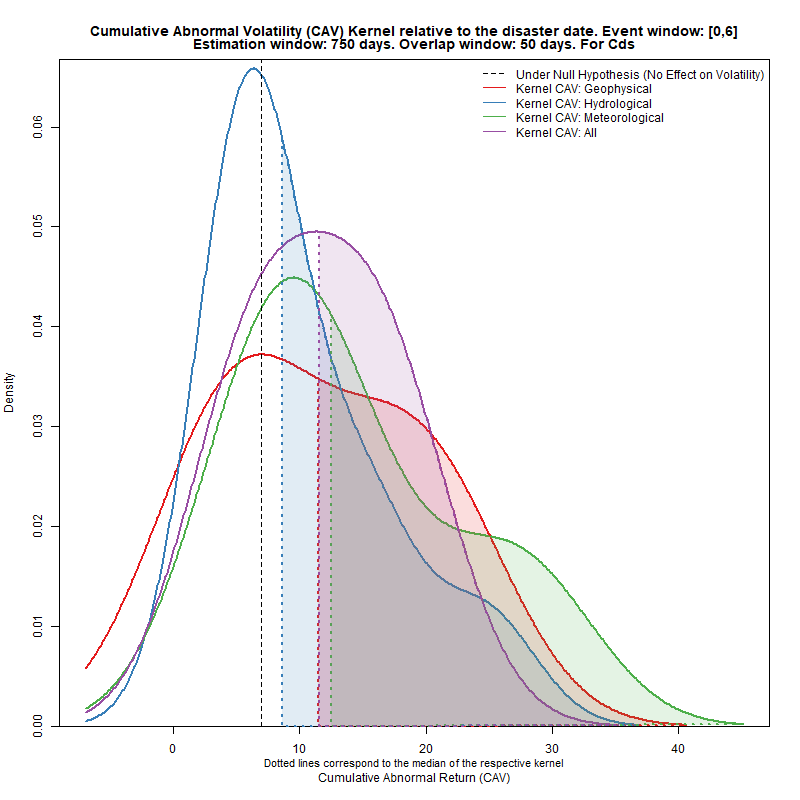 Cumulative Abnormal Volatility (CAV) Kernel relative to the disaster date. Event window: [0,6]
Estimation window: 750 days. Overlap window: 50 days. For Cds
Under Null Hypothesis (No Effect on Volatility)
Kernel CAV: Geophysical
Kernel CAV: Hydrological
Kernel CAV: Meteorological
Kernel CAV: All
Density
0.06
0.05
0.04
0.03
0.02
0.01
0.00
0 10 20 30 40
Dotted lines correspond to the median of the respective kernel
Cumulative Abnormal Return (CAV)